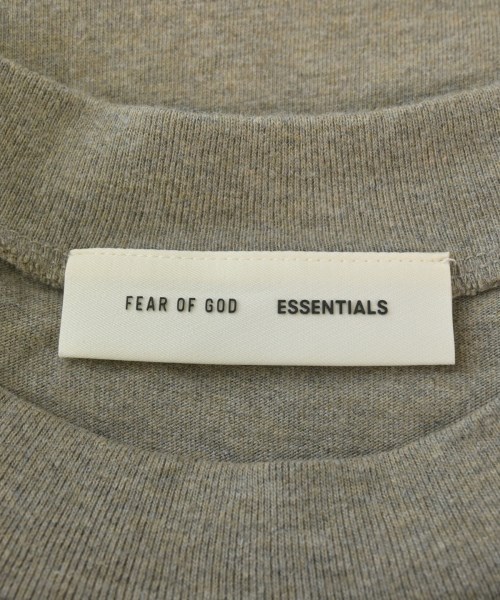 FEAR OF GOD ESSENTIALS